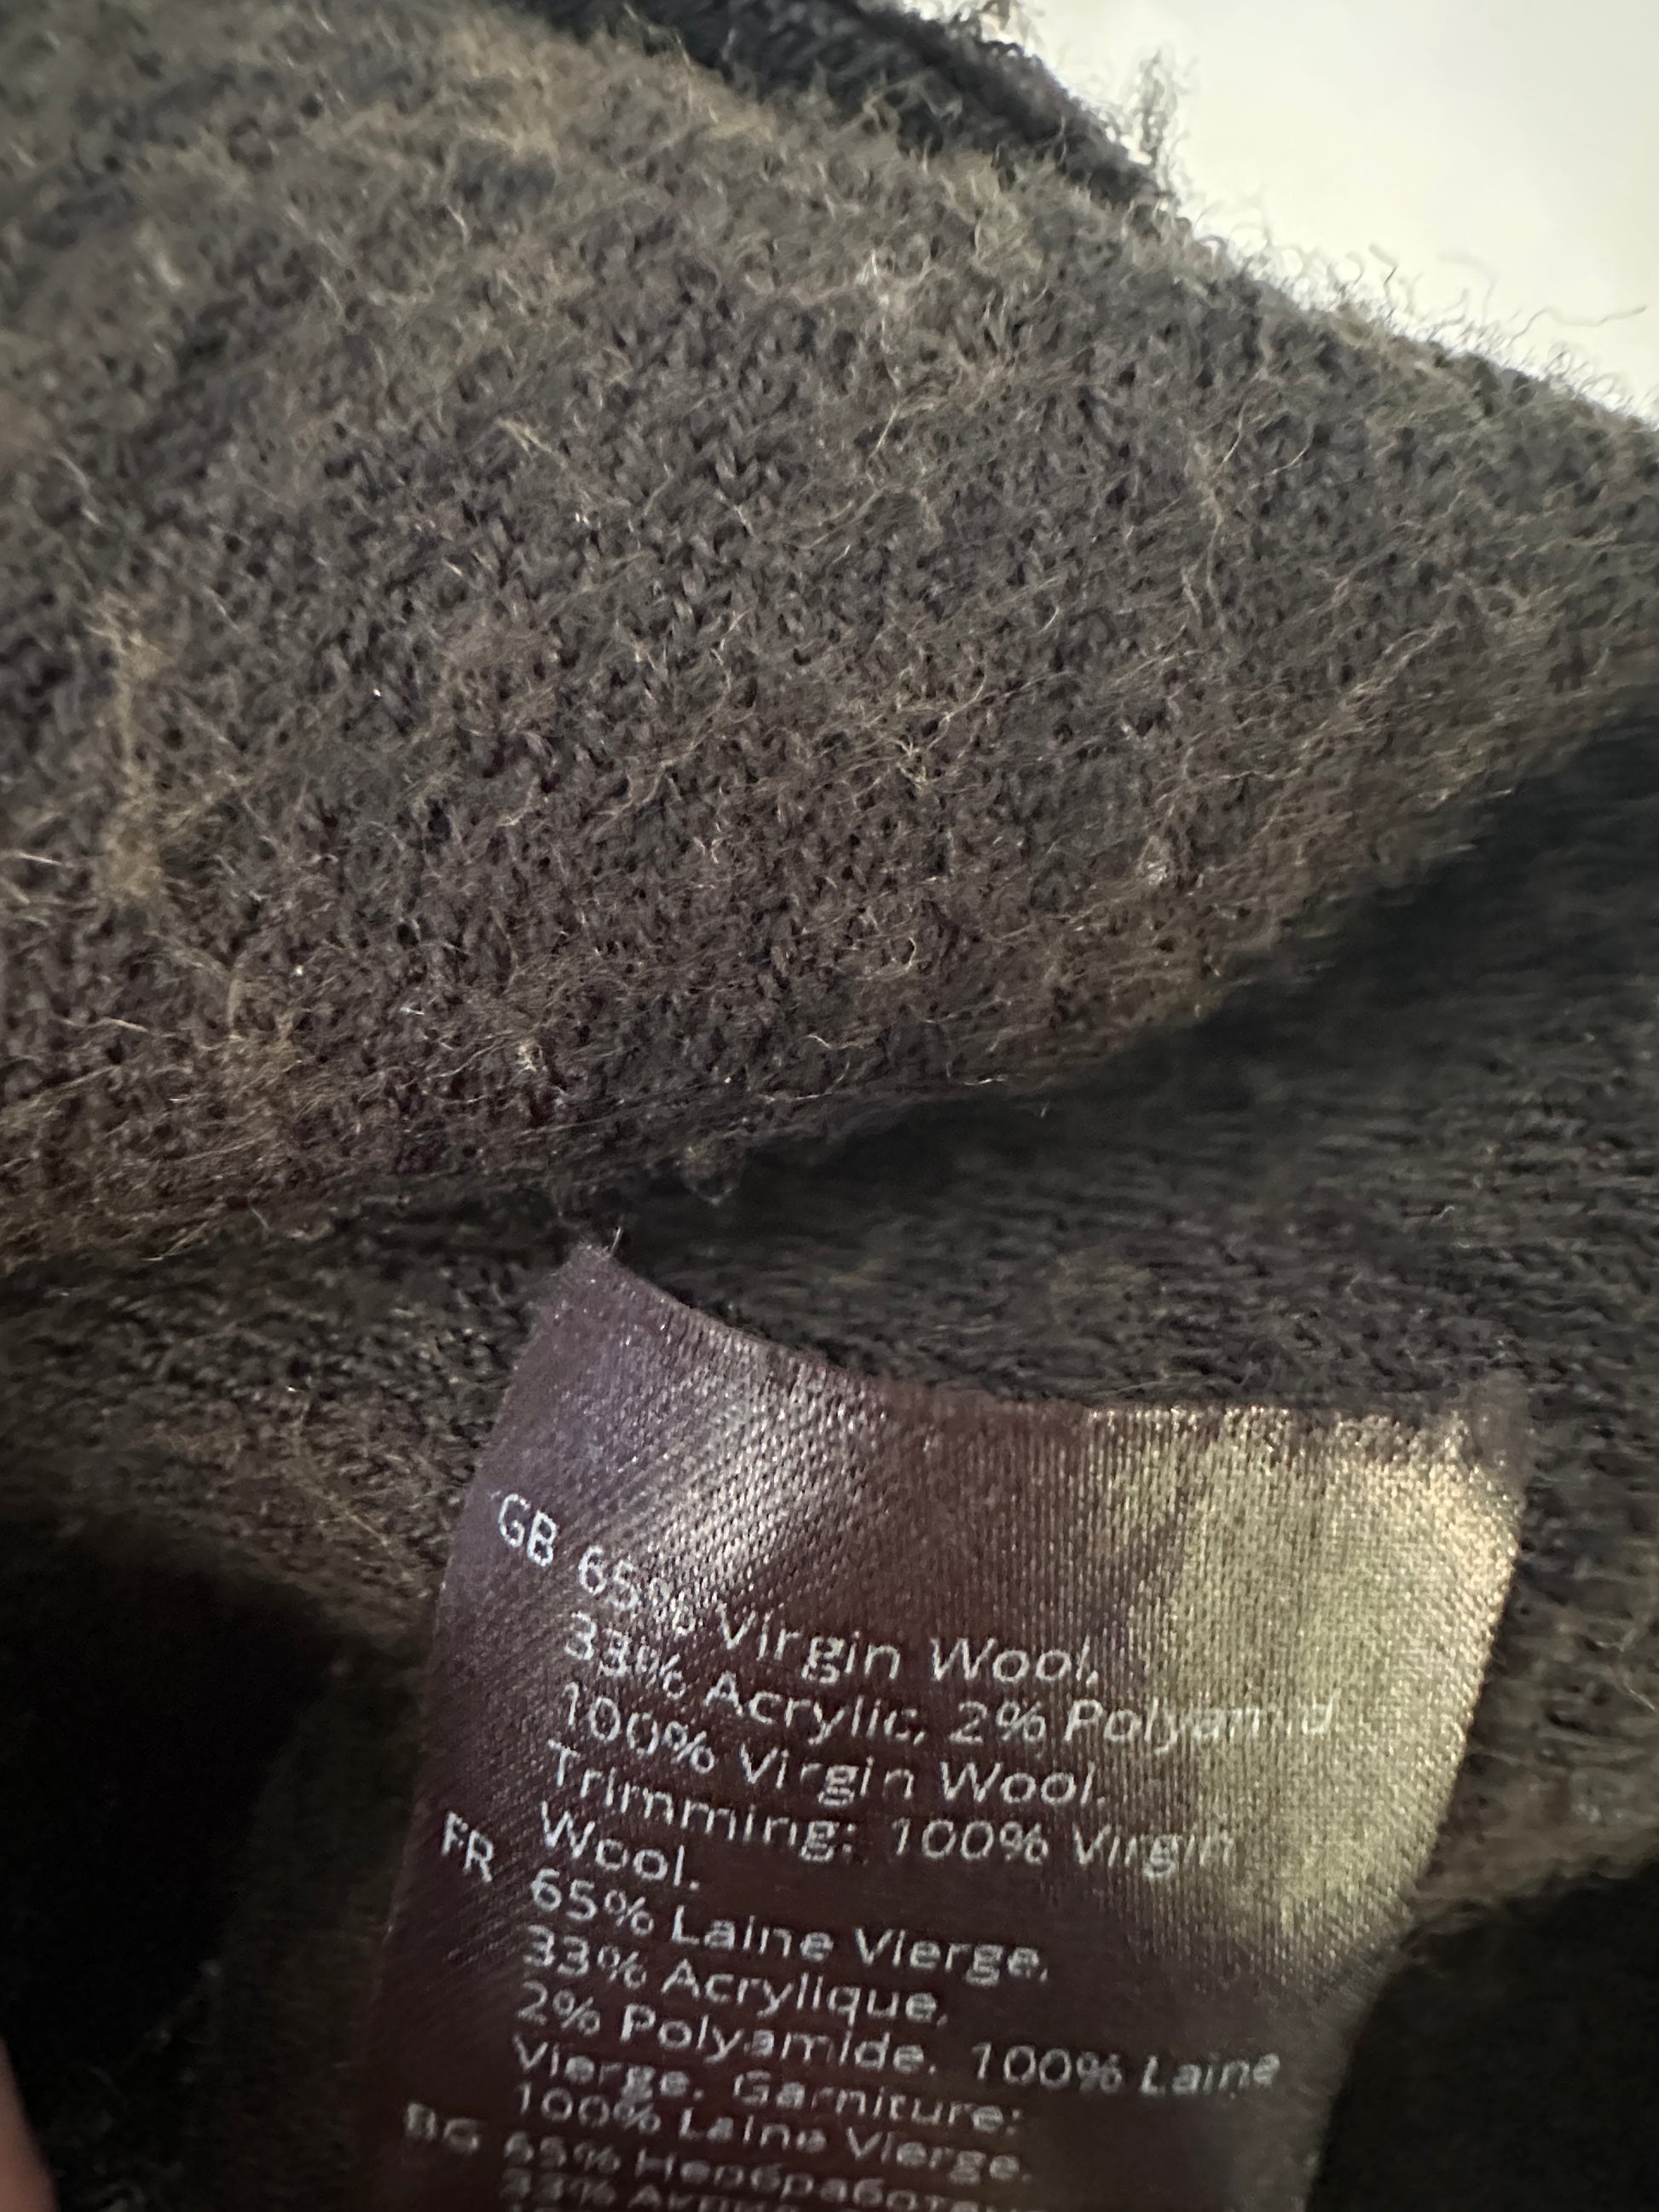 GB 65% Virgin Wool,
33% Acrylic, 2% Polyamid
100% Virgin Wool.
Trimming: 100% Virgin
Wool.
FR 65% Laine Vierge,
33% Acrylique,
2% Polyamide. 100% Laine
Vierge. Garniture:
100% Laine Vierge.
BG 65%
33%